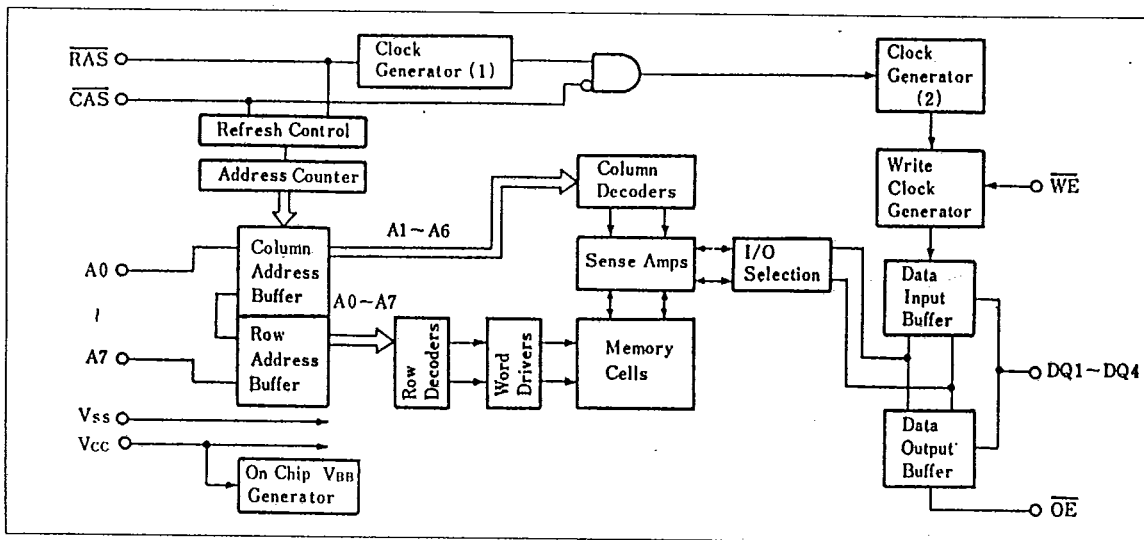 RAS
Clock
Generator (1)
Clock
Generator
(2)
CAS
Refresh Control
Address Counter
Write
Clock
Generator
WE
Column
Decoders
A1~A6
Column
Address
Buffer
A0
~
A7
Sense Amps
I/O
Selection
Data
Input
Buffer
A0~A7
Row
Address
Buffer
Row
Decoders
Word
Drivers
Memory
Cells
DQ1~DQ4
Vss
Vcc
Data
Output
Buffer
On Chip VBB
Generator
OE